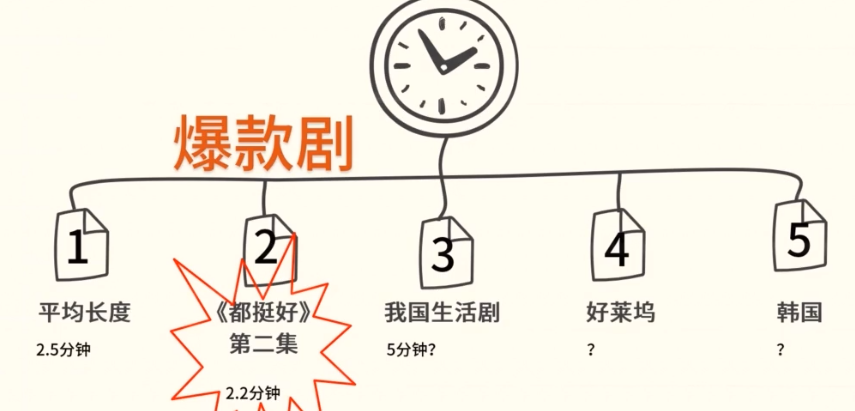 爆款剧
1
平均长度
2.5分钟
2
《都挺好》
第二集
2.2分钟
3
我国生活剧
5分钟?
4
好莱坞
?
5
韩国
?